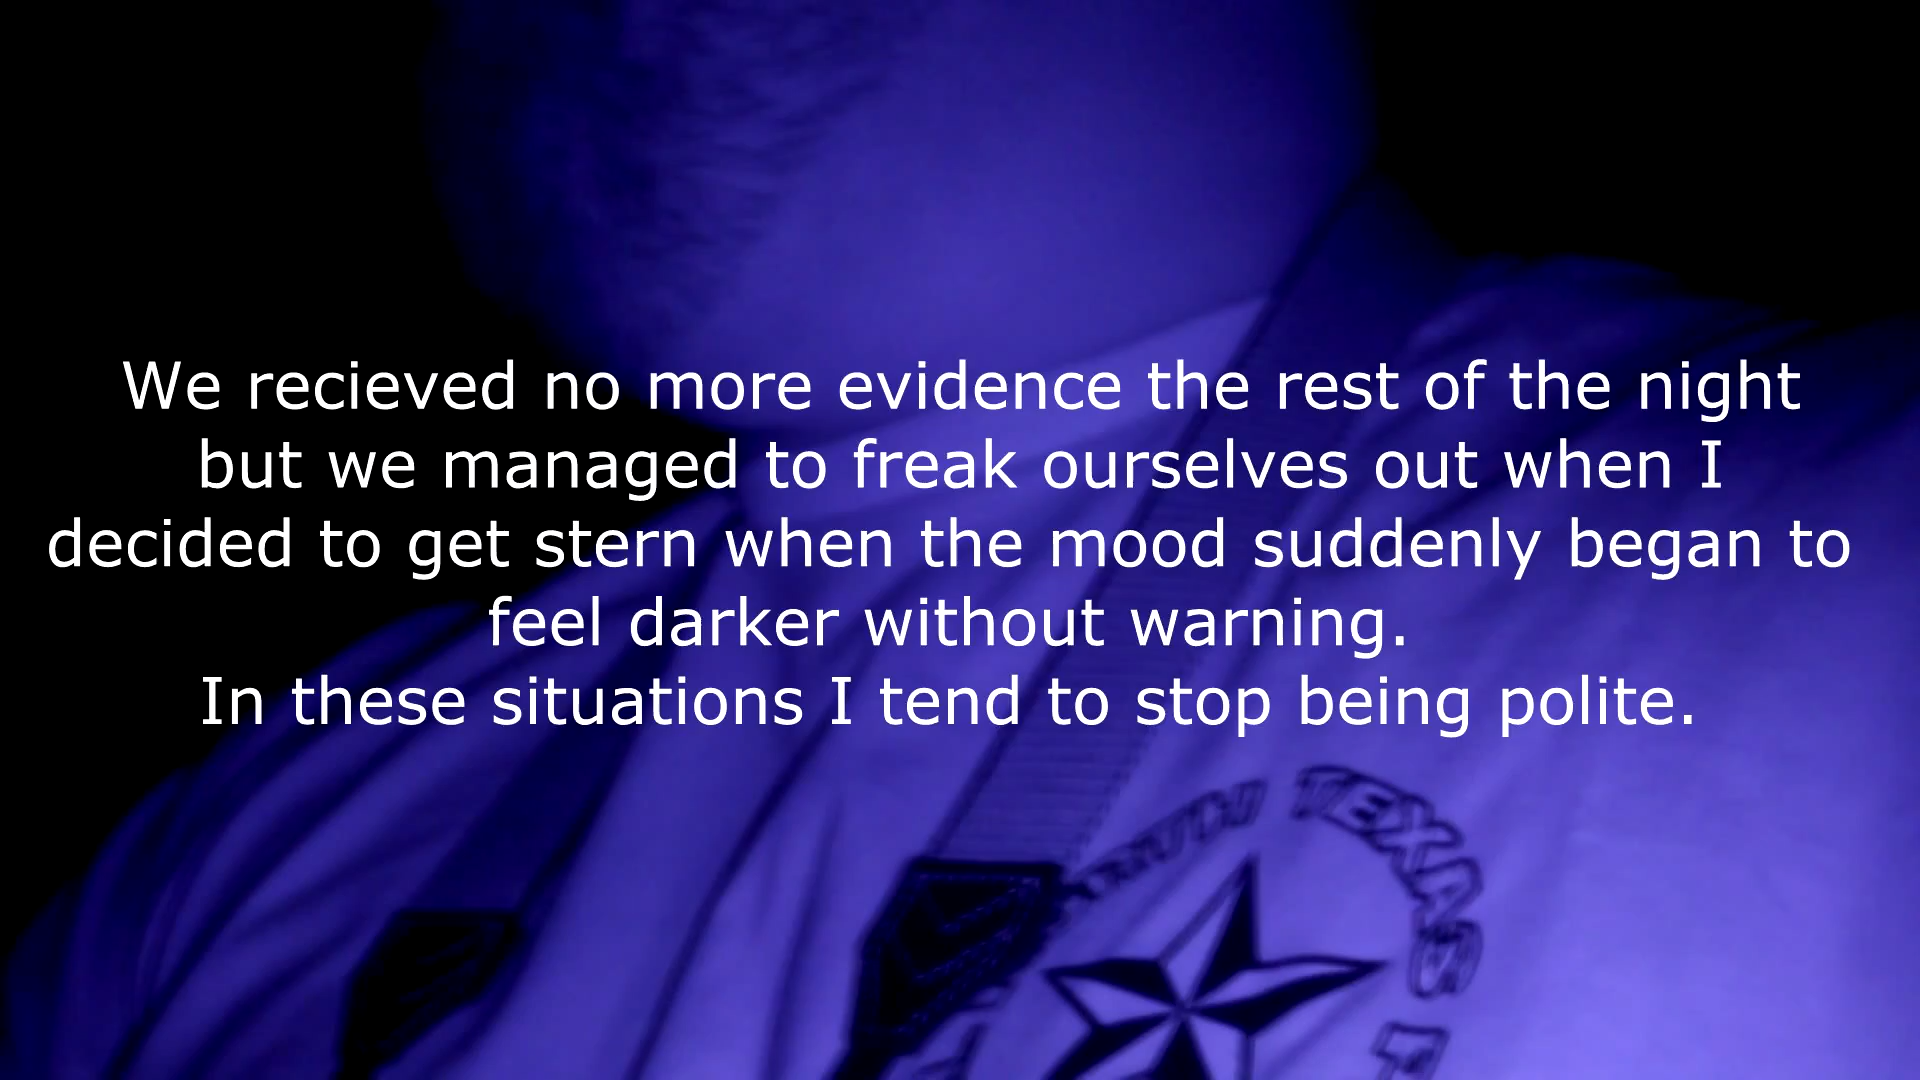 We recieved no more evidence the rest of the night
but we managed to freak ourselves out when I
decided to get stern when the mood suddenly began to
feel darker without warning.
In these situations I tend to stop being polite.
TEXAS